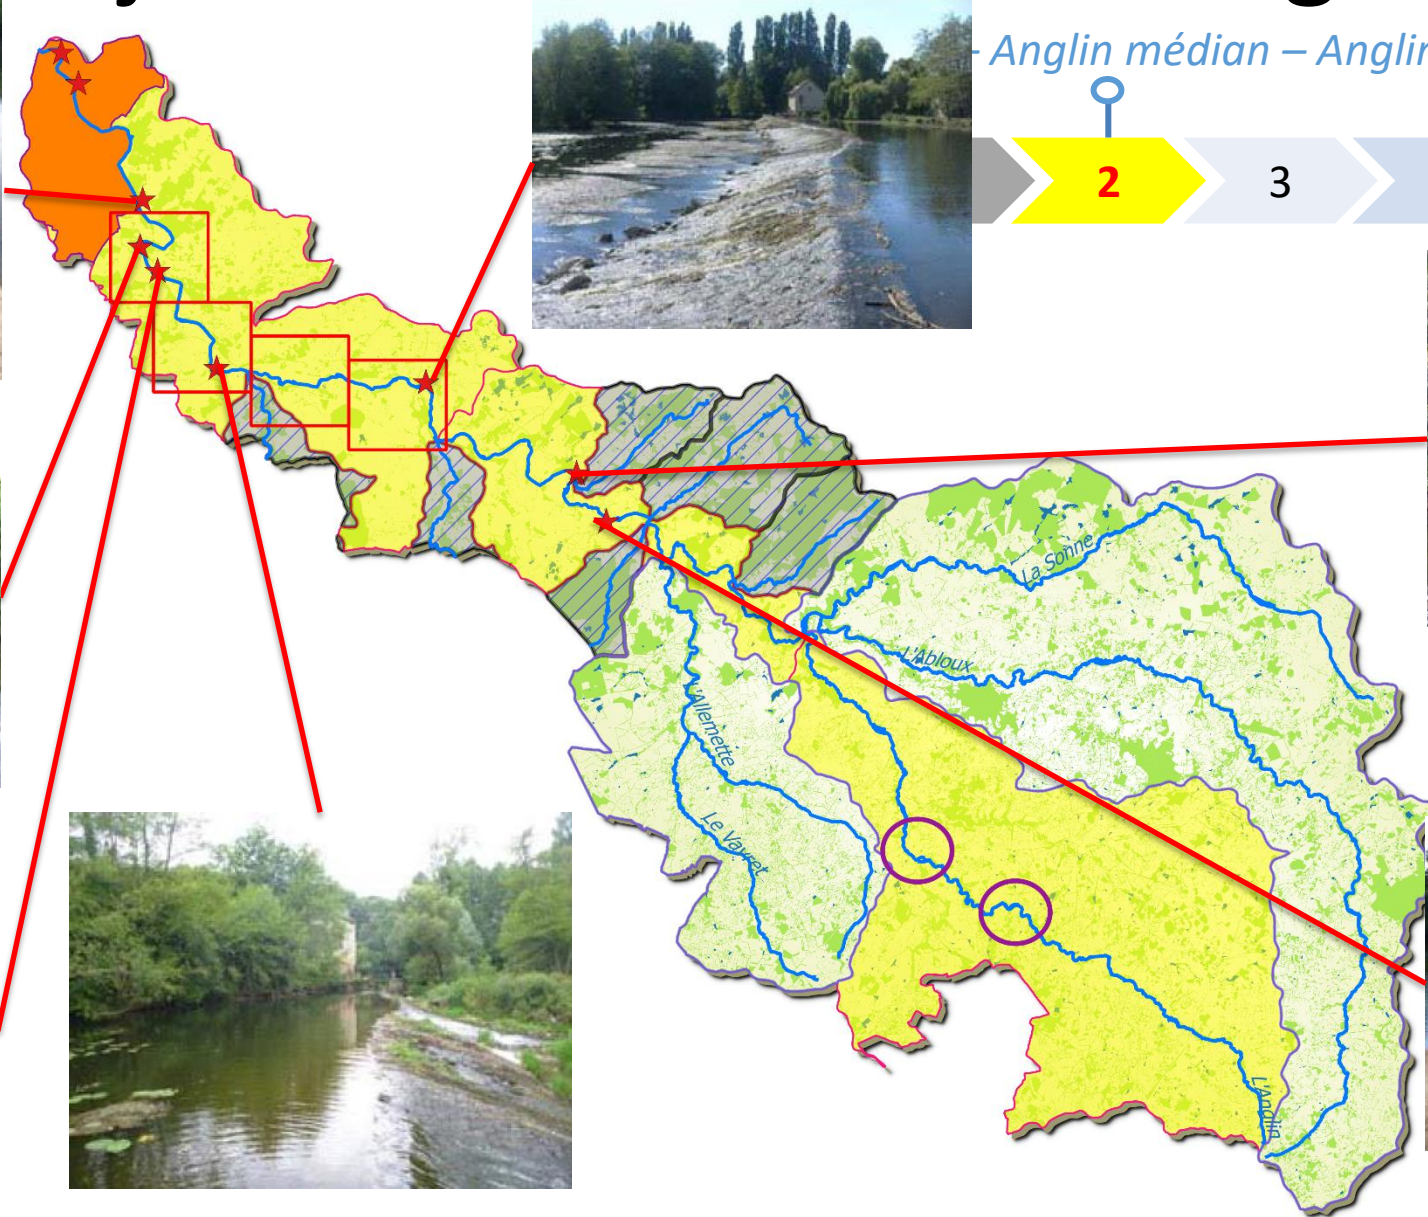 - Anglin médian – Anglin
2
3
La Sonne
L'Abloux
L'Allemette
Le Vavret
L'Anglin